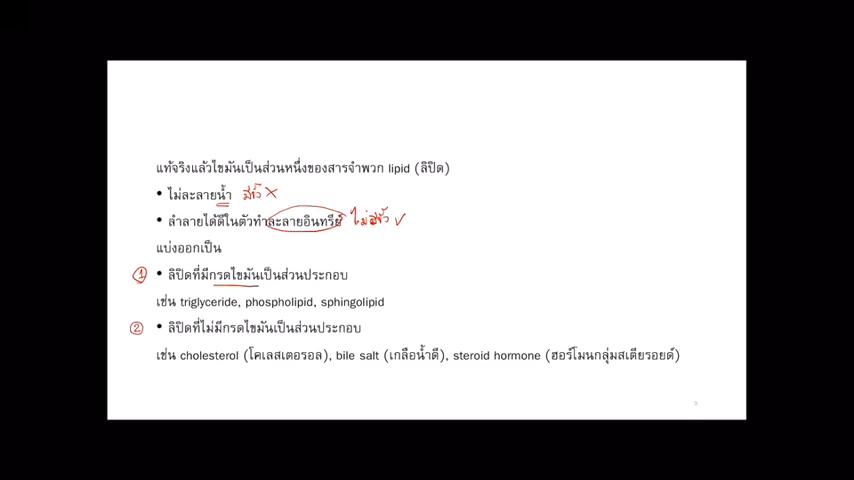 แท้จริงแล้วไขมันเป็นส่วนหนึ่งของสารจำพวก lipid (ลิปิด)
• ไม่ละลายน้ำ มีขั้ว ✗
• ลำลายได้ดีในตัวทำละลายอินทรีย์ ไม่มีขั้ว ✓
แบ่งออกเป็น
① • ลิปิดที่มีกรดไขมันเป็นส่วนประกอบ
เช่น triglyceride, phospholipid, sphingolipid
② • ลิปิดที่ไม่มีกรดไขมันเป็นส่วนประกอบ
เช่น cholesterol (โคเลสเตอรอล), bile salt (เกลือน้ำดี), steroid hormone (ฮอร์โมนกลุ่มสเตียรอยด์)